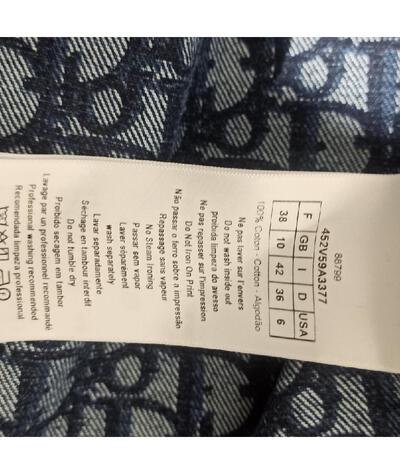 88799
452V59A3377
F GB I D USA
38 10 42 36 6
100% Coton - Cotton - Algodão
Ne pas laver sur l'envers
Do not wash inside out
proibida limpeza do avesso
Ne pas repasser sur l'impression
Do Not Iron On Print
Não passar o ferro sobre a impressão
Repassage sans vapeur
No Steam Ironing
Passar sem vapor
Laver séparément
wash separately
Lavar separadamente
Séchage en tambour interdit
Do not tumble dry
Proibido secagem em tambor
Lavage par un professionnel recommandé
Professional washing recommended
Recomendada limpeza a professional